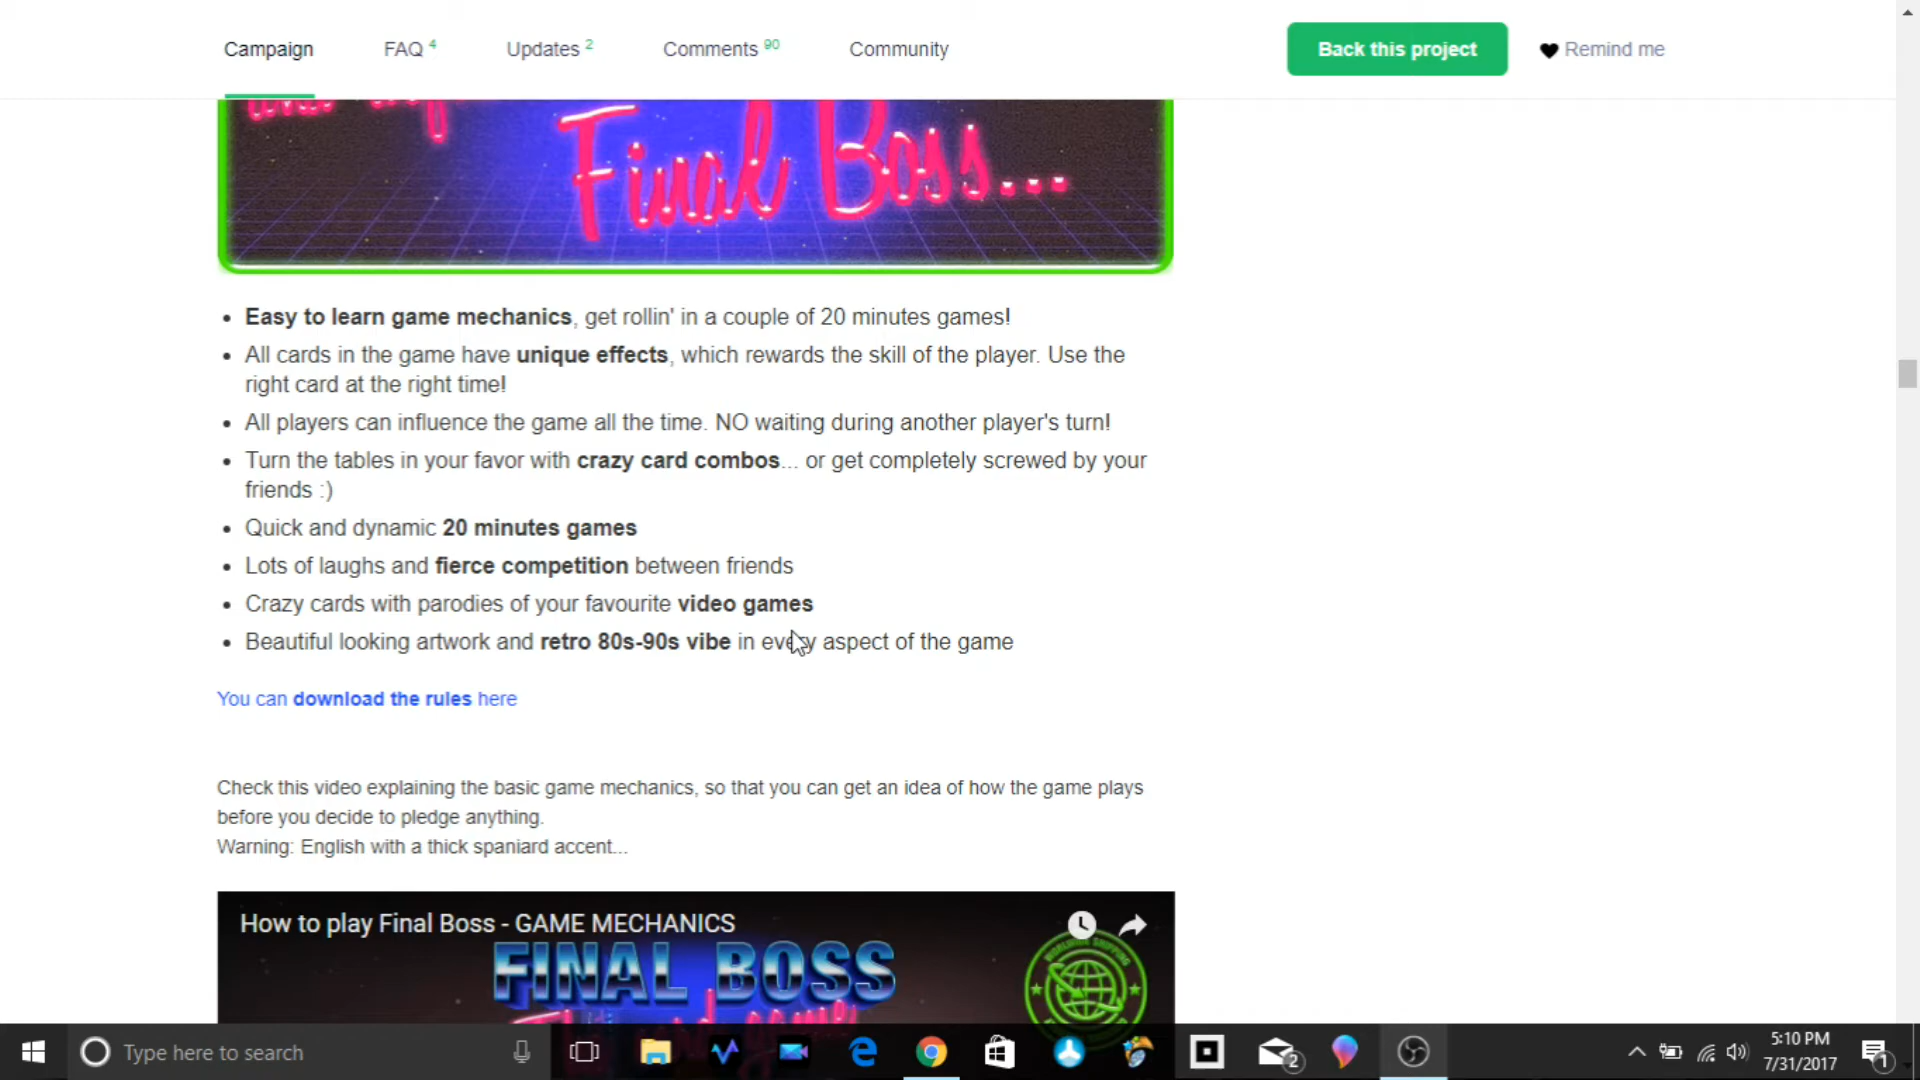 Campaign FAQ 4 Updates 2 Comments 90 Community Back this project Remind me
Final Boss...
Easy to learn game mechanics, get rollin' in a couple of 20 minutes games!
All cards in the game have unique effects, which rewards the skill of the player. Use the
right card at the right time!
All players can influence the game all the time. NO waiting during another player's turn!
Turn the tables in your favor with crazy card combos... or get completely screwed by your
friends :)
Quick and dynamic 20 minutes games
Lots of laughs and fierce competition between friends
Crazy cards with parodies of your favourite video games
Beautiful looking artwork and retro 80s-90s vibe in every aspect of the game
You can download the rules here
Check this video explaining the basic game mechanics, so that you can get an idea of how the game plays
before you decide to pledge anything.
Warning: English with a thick spaniard accent...
How to play Final Boss - GAME MECHANICS
FINAL BOSS
WORLDWIDE SHIPPING
Type here to search
2
5:10 PM
7/31/2017
1